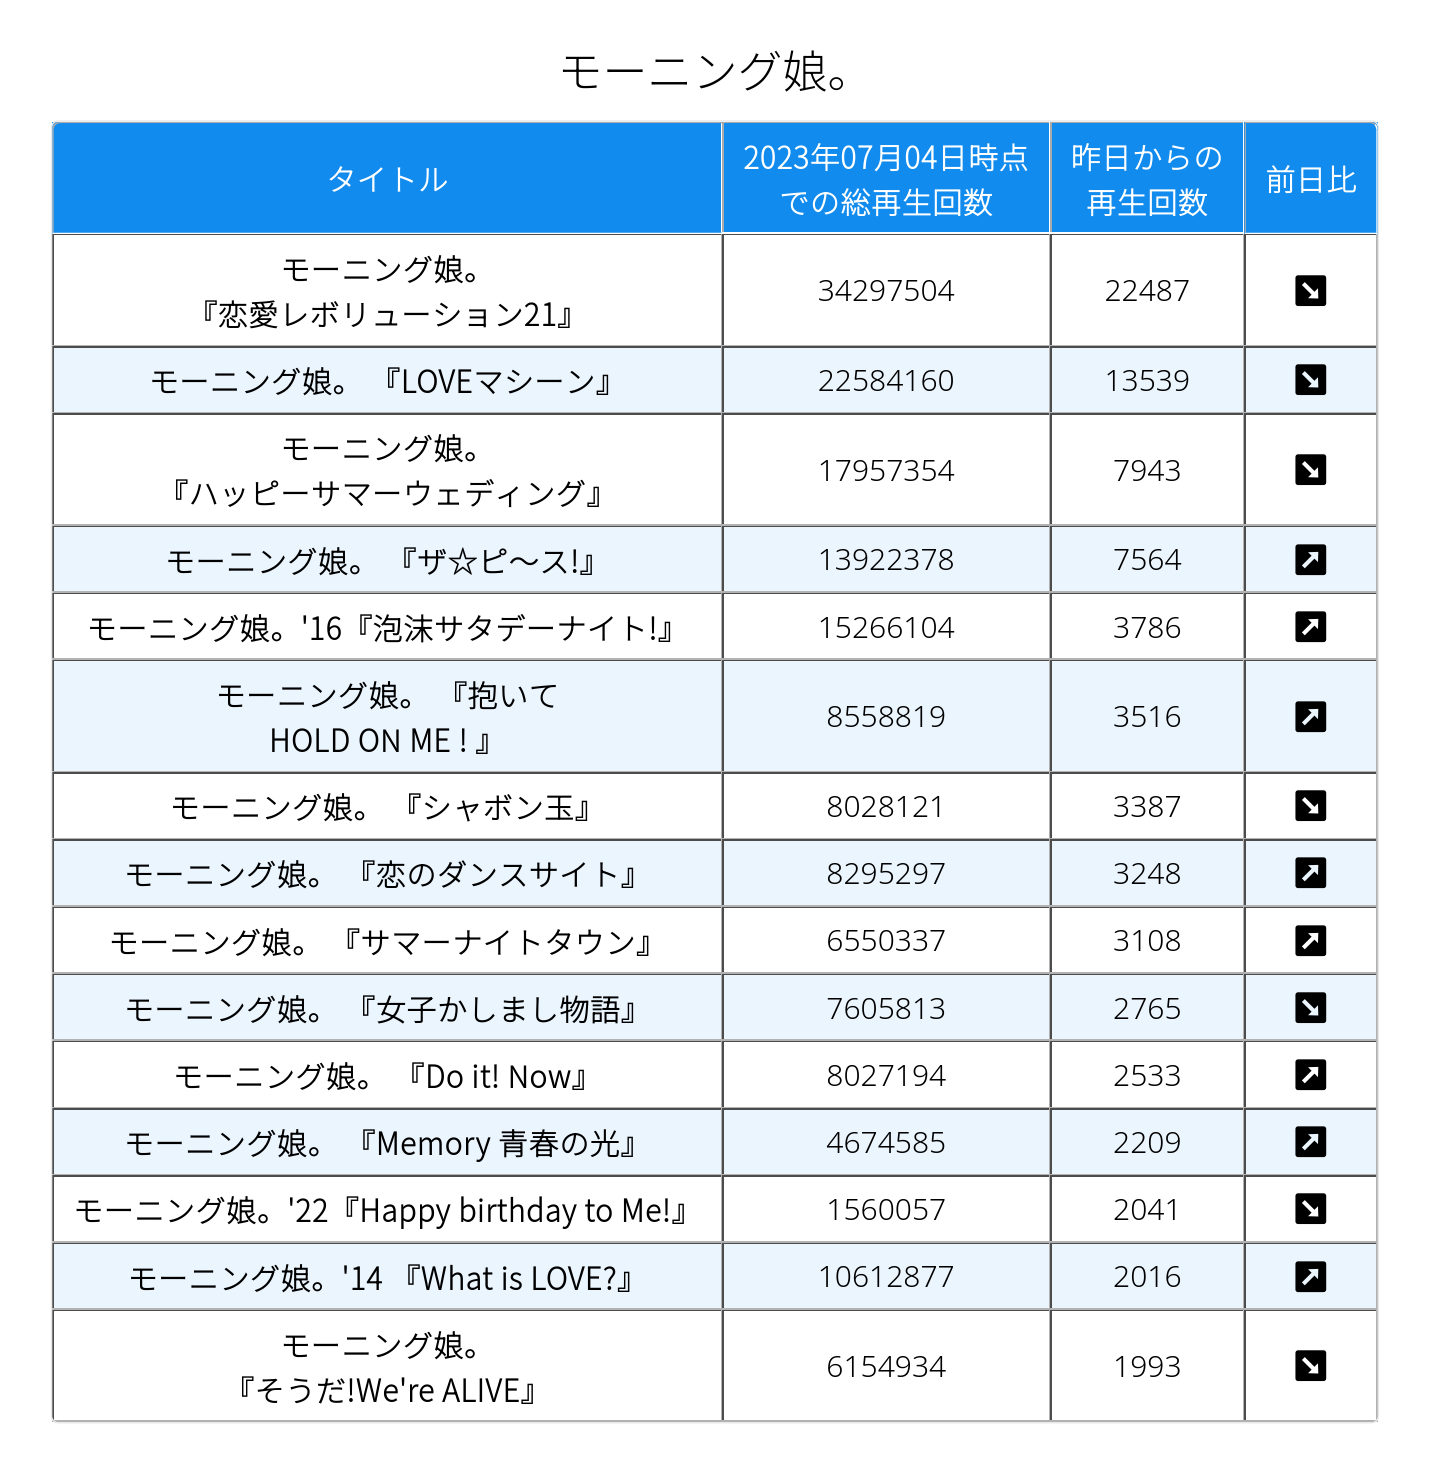 モーニング娘。
タイトル
2023年07月04日時点
での総再生回数
昨日からの
再生回数
前日比
モーニング娘。
『恋愛レボリューション21』
34297504
22487
モーニング娘。 『LOVEマシーン』
22584160
13539
モーニング娘。
『ハッピーサマーウェディング』
17957354
7943
モーニング娘。 『ザ☆ピ〜ス!』
13922378
7564
モーニング娘。'16『泡沫サタデーナイト!』
15266104
3786
モーニング娘。 『抱いて
HOLD ON ME ! 』
8558819
3516
モーニング娘。 『シャボン玉』
8028121
3387
モーニング娘。 『恋のダンスサイト』
8295297
3248
モーニング娘。 『サマーナイトタウン』
6550337
3108
モーニング娘。 『女子かしまし物語』
7605813
2765
モーニング娘。 『Do it! Now』
8027194
2533
モーニング娘。 『Memory 青春の光』
4674585
2209
モーニング娘。'22『Happy birthday to Me!』
1560057
2041
モーニング娘。'14 『What is LOVE?』
10612877
2016
モーニング娘。
『そうだ!We're ALIVE』
6154934
1993